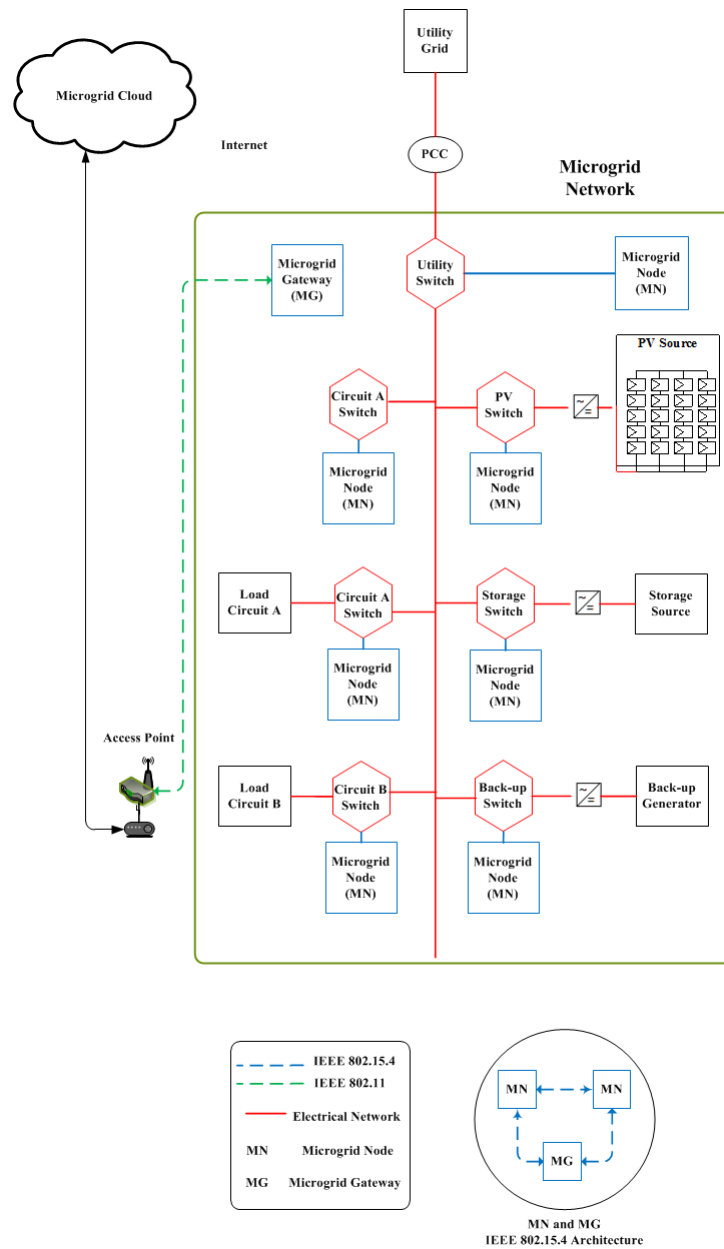 Utility
Grid
Microgrid Cloud
Internet
PCC
Microgrid
Network
Microgrid
Gateway
(MG)
Utility
Switch
Microgrid
Node
(MN)
PV Source
Circuit A
Switch
PV
Switch
~
=
Microgrid
Node
(MN)
Microgrid
Node
(MN)
Load
Circuit A
Circuit A
Switch
Storage
Switch
~
=
Storage
Source
Microgrid
Node
(MN)
Microgrid
Node
(MN)
Access Point
Load
Circuit B
Circuit B
Switch
Back-up
Switch
~
=
Back-up
Generator
Microgrid
Node
(MN)
Microgrid
Node
(MN)
IEEE 802.15.4
IEEE 802.11
Electrical Network
MN Microgrid Node
MG Microgrid Gateway
MN
MN
MG
MN and MG
IEEE 802.15.4 Architecture